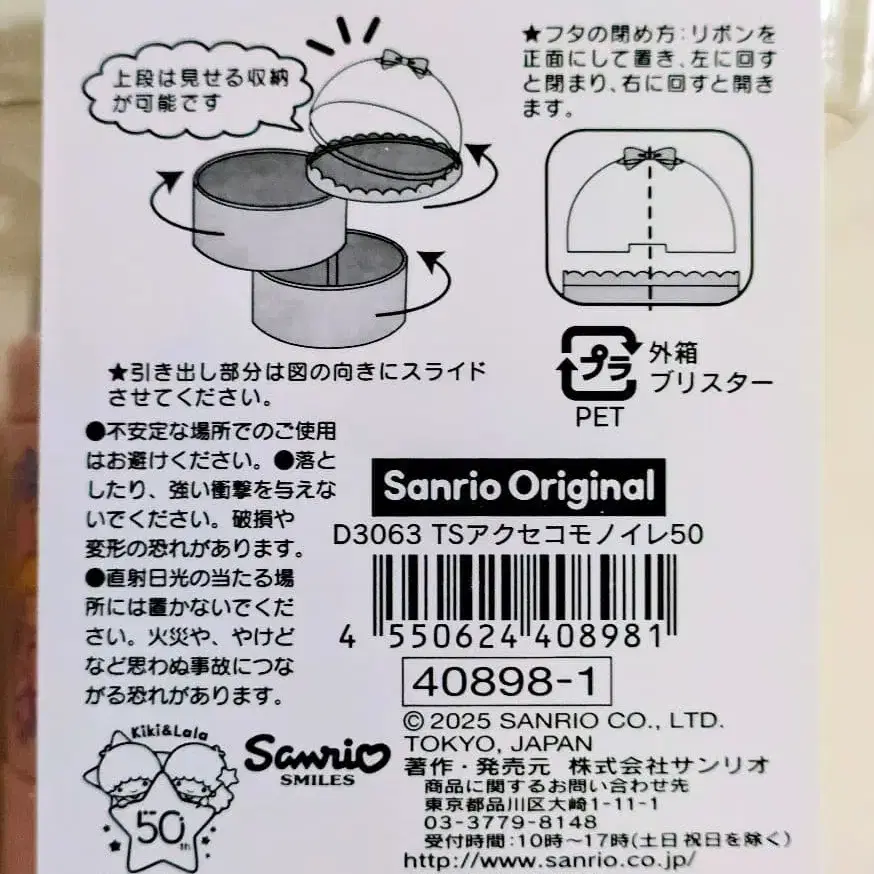 上段は見せる収納
が可能です
★フタの閉め方:リボンを
正面にして置き、左に回す
と閉まり、右に回すと開き
ます。
プラ
外箱
ブリスター
PET
★引き出し部分は図の向きにスライド
させてください。
●不安定な場所でのご使用
はお避けください。●落と
したり、強い衝撃を与えな
いでください。破損や
変形の恐れがあります。
●直射日光の当たる場
所には置かないでくだ
さい。火災や、やけど
など思わぬ事故につな
がる恐れがあります。
Sanrio Original
D3063 TSアクセコモノイレ50
4 550624 408981
40898-1
© 2025 SANRIO CO., LTD.
TOKYO, JAPAN
著作・発売元 株式会社サンリオ
商品に関するお問い合わせ先
東京都品川区大崎1-11-1
03-3779-8148
受付時間:10時~17時(土日祝日を除く)
http://www.sanrio.co.jp/
Kiki&Lala
50th
Sanrio
SMILES